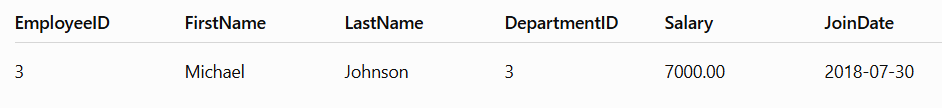 EmployeeID FirstName LastName DepartmentID Salary JoinDate
3 Michael Johnson 3 7000.00 2018-07-30